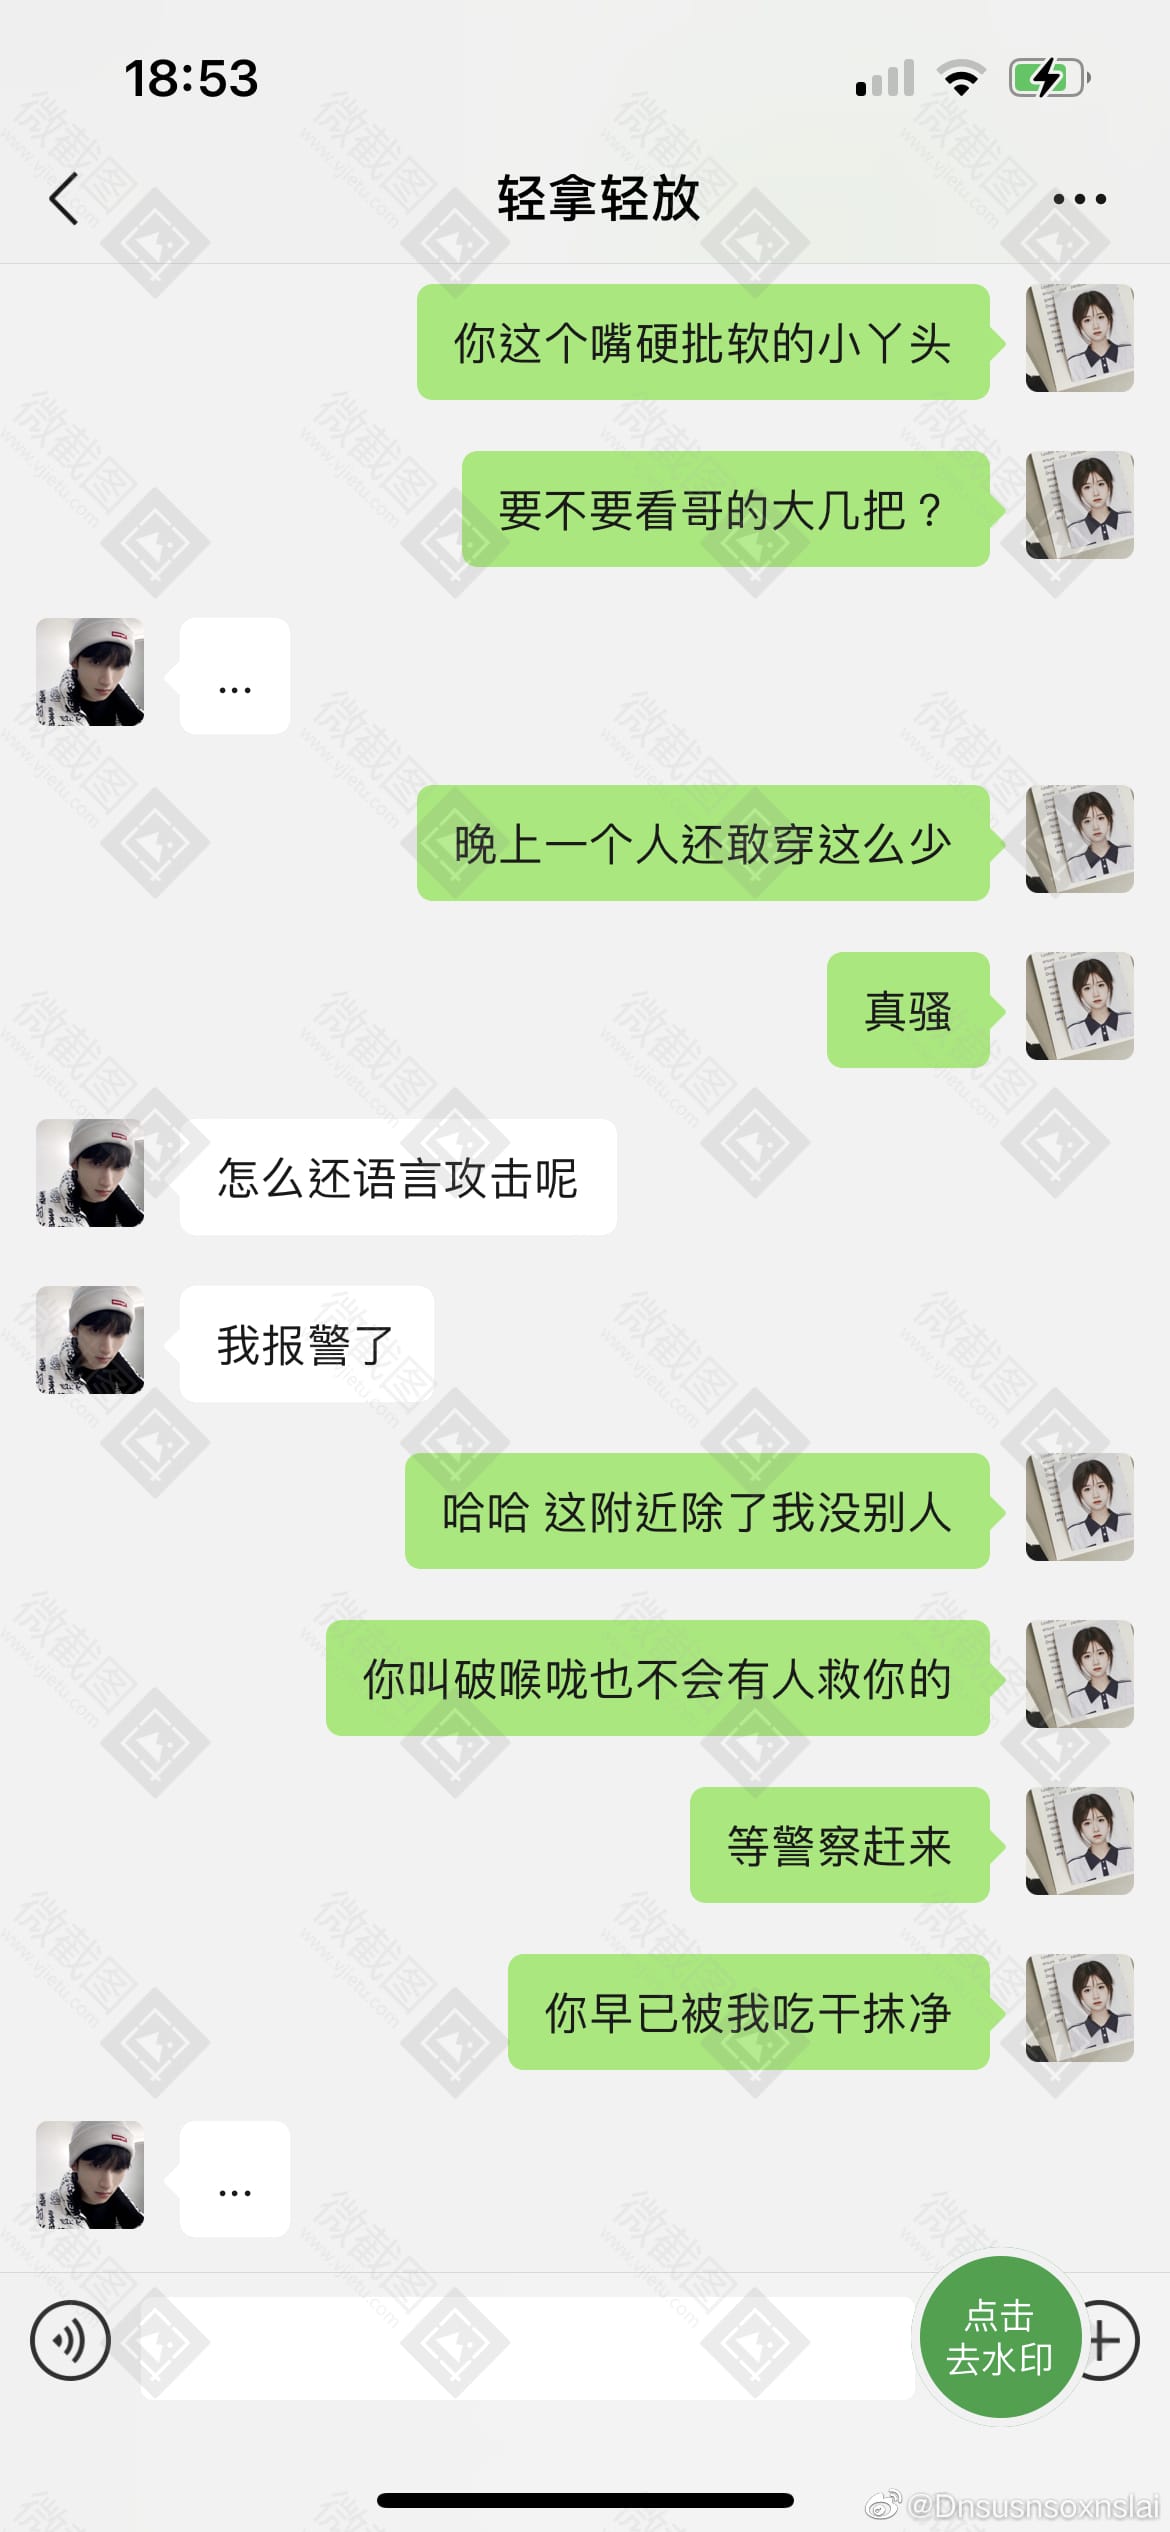 18:53
轻拿轻放
你这个嘴硬批软的小丫头
要不要看哥的大几把？
...
晚上一个人还敢穿这么少
真骚
怎么还语言攻击呢
我报警了
哈哈 这附近除了我没别人
你叫破喉咙也不会有人救你的
等警察赶来
你早已被我吃干抹净
...
点击
去水印
微截图
www.vjietu.com
@Dnsusnsoxnslai